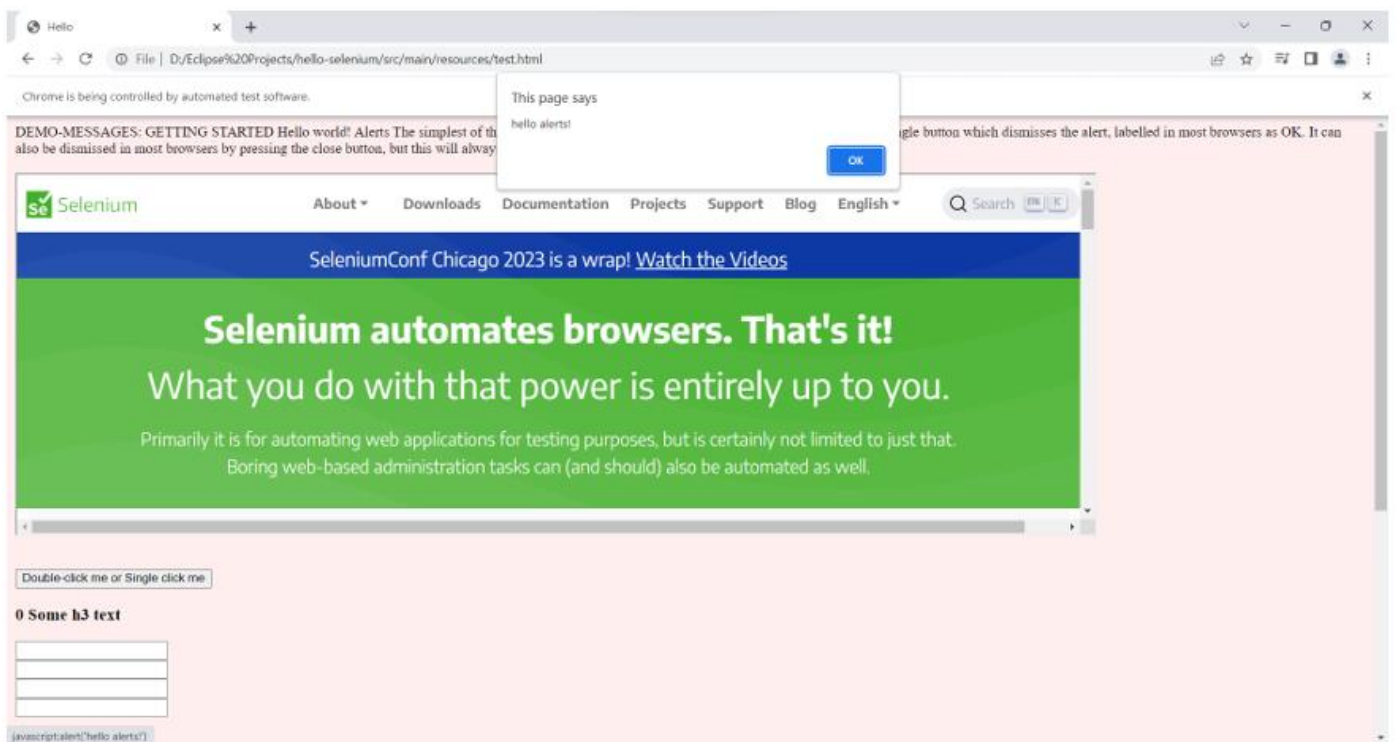 Hello
File | D:/Eclipse%20Projects/hello-selenium/src/main/resources/test.html
Chrome is being controlled by automated test software.
This page says
hello alerts!
OK
DEMO-MESSAGES: GETTING STARTED Hello world! Alerts The simplest of th gle button which dismisses the alert, labelled in most browsers as OK. It can
also be dismissed in most browsers by pressing the close button, but this will alway
Se Selenium
About Downloads Documentation Projects Support Blog English Search K
SeleniumConf Chicago 2023 is a wrap! Watch the Videos
Selenium automates browsers. That's it!
What you do with that power is entirely up to you.
Primarily it is for automating web applications for testing purposes, but is certainly not limited to just that.
Boring web-based administration tasks can (and should) also be automated as well.
Double-click me or Single click me
0 Some h3 text
javascript:alert('hello alerts!')